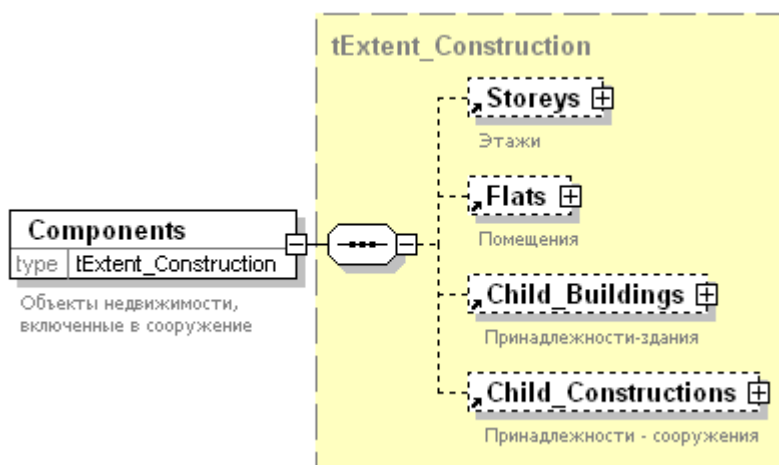 tExtent_Construction
Storeys
Этажи
Flats
Помещения
Components
type tExtent_Construction
Объекты недвижимости,
включенные в сооружение
Child_Buildings
Принадлежности-здания
Child_Constructions
Принадлежности - сооружения